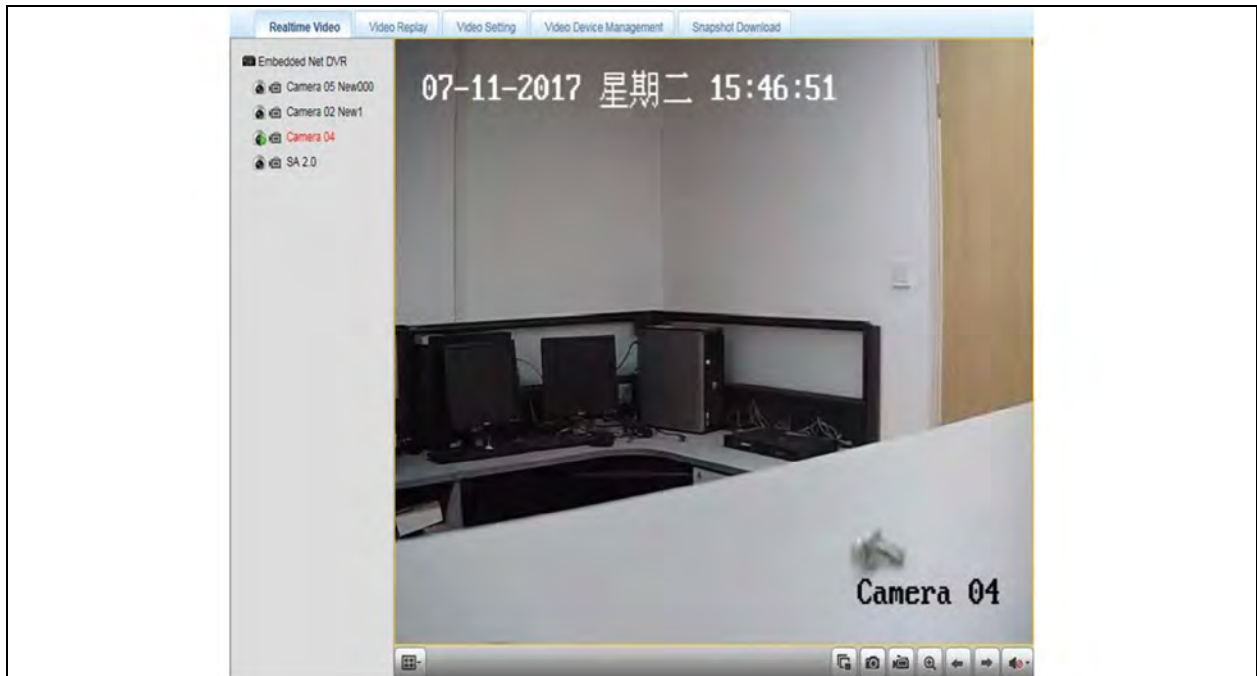 Realtime Video Video Replay Video Setting Video Device Management Snapshot Download
Embedded Net DVR
Camera 05 New000
Camera 02 New1
Camera 04
SA 2.0
07-11-2017 星期二 15:46:51
Camera 04